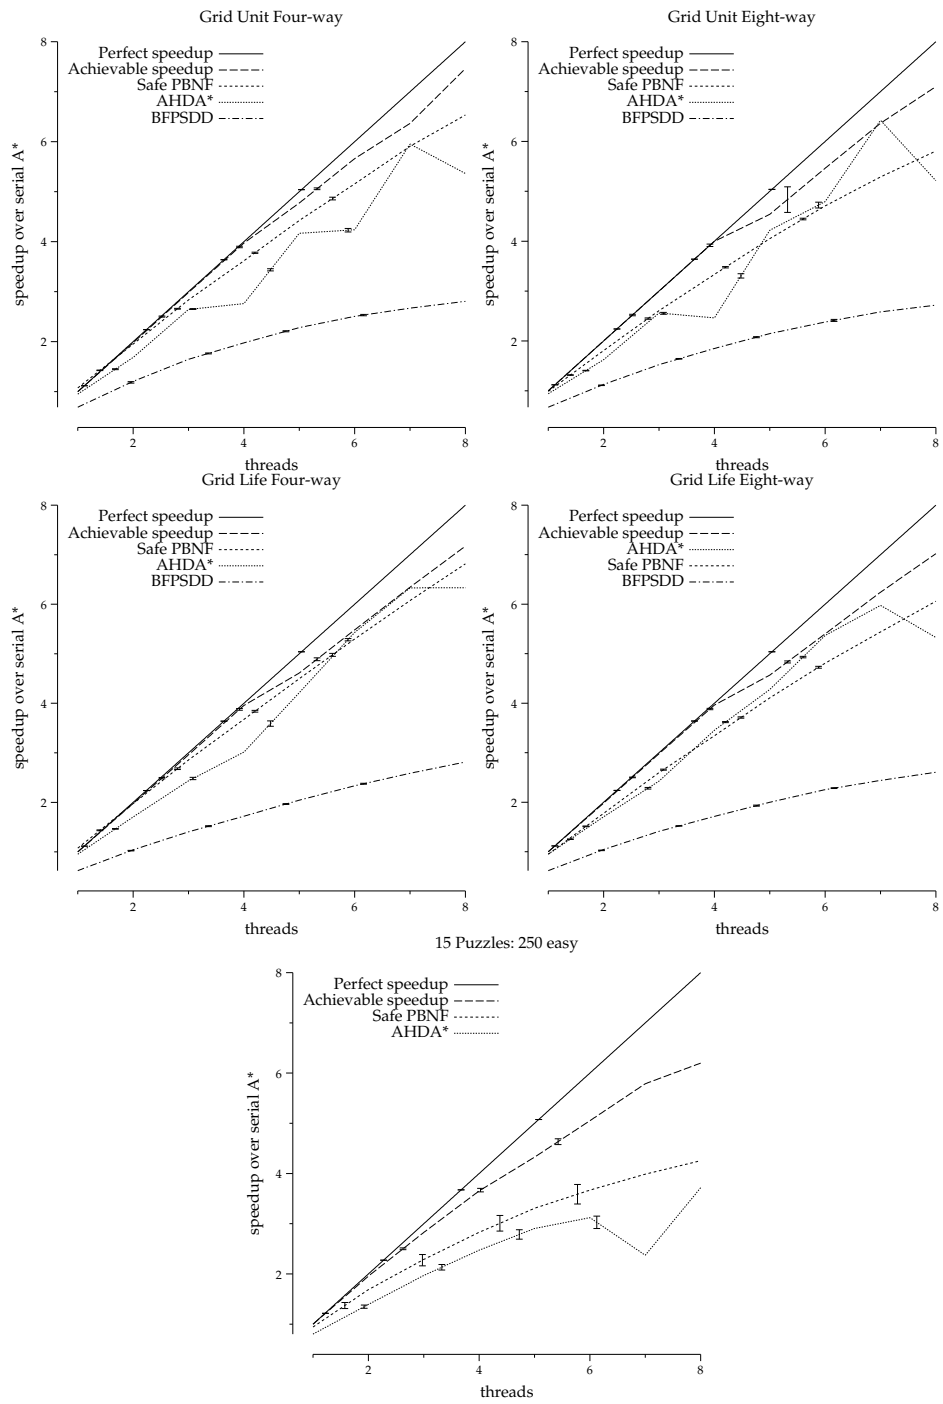 Grid Unit Four-way
Perfect speedup
Achievable speedup
Safe PBNF
AHDA*
BFPSDD
speedup over serial A*
8
6
4
2
2 4 6 8
threads
Grid Unit Eight-way
Perfect speedup
Achievable speedup
Safe PBNF
AHDA*
BFPSDD
speedup over serial A*
8
6
4
2
2 4 6 8
threads
Grid Life Four-way
Perfect speedup
Achievable speedup
Safe PBNF
AHDA*
BFPSDD
speedup over serial A*
8
6
4
2
2 4 6 8
threads
Grid Life Eight-way
Perfect speedup
Achievable speedup
AHDA*
Safe PBNF
BFPSDD
speedup over serial A*
8
6
4
2
2 4 6 8
threads
15 Puzzles: 250 easy
Perfect speedup
Achievable speedup
Safe PBNF
AHDA*
speedup over serial A*
8
6
4
2
2 4 6 8
threads